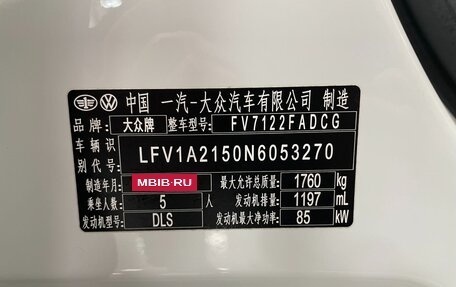 中国 一汽-大众汽车有限公司 制造
品牌: 大众牌 整车型号: FV7122FADCG
车辆识别代号: LFV1A2150N6053270
制造年月: MBIB.RU 最大允许总质量: 1760 kg
乘坐人数: 5 人 发动机排量: 1197 mL
发动机型号: DLS 发动机最大净功率: 85 kW